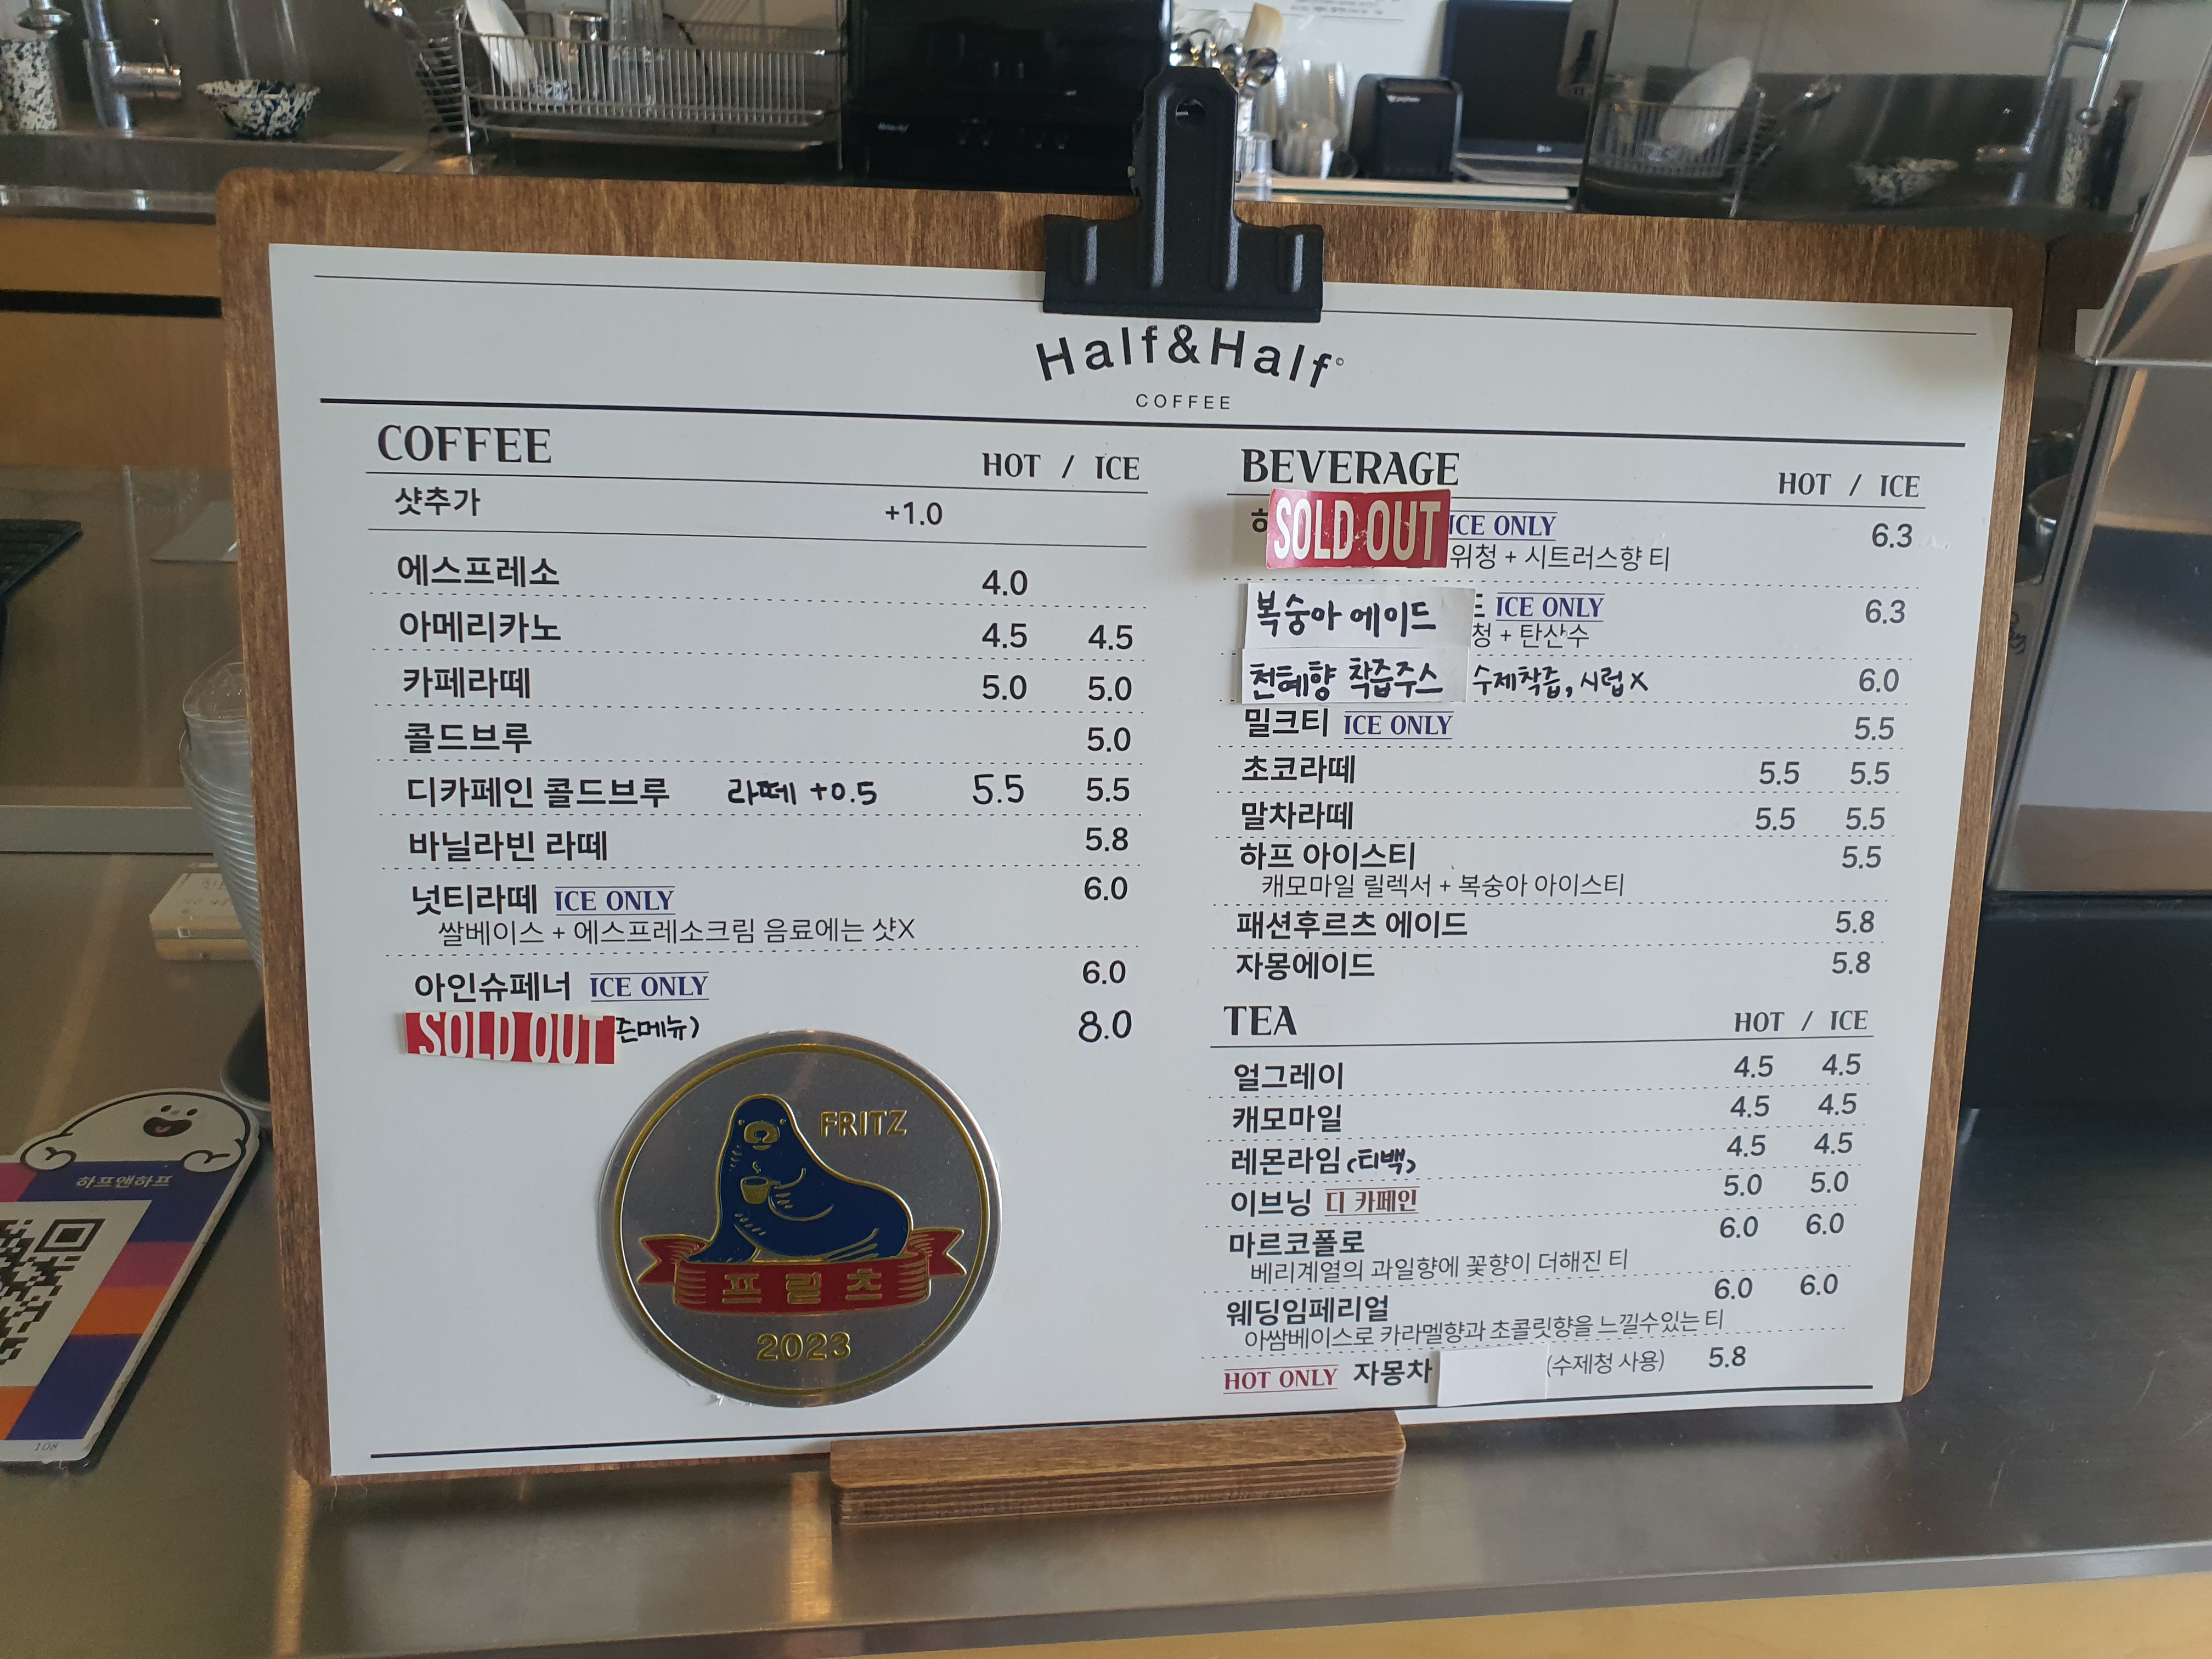 Half&Half
COFFEE
COFFEE
HOT / ICE
샷추가 +1.0
에스프레소 4.0
아메리카노 4.5 4.5
카페라떼 5.0 5.0
콜드브루 5.0
디카페인 콜드브루 라떼 +0.5 5.5 5.5
바닐라빈 라떼 5.8
넛티라떼 ICE ONLY 6.0
쌀베이스 + 에스프레소크림 음료에는 샷X
아인슈페너 ICE ONLY 6.0
SOLD OUT 즌메뉴) 8.0
FRITZ
프릳츠
2023
BEVERAGE
HOT / ICE
SOLD OUT ICE ONLY 6.3
위청 + 시트러스향 티
복숭아 에이드 ICE ONLY 6.3
청 + 탄산수
천혜향 착즙주스 수제착즙, 시럽X 6.0
밀크티 ICE ONLY 5.5
초코라떼 5.5 5.5
말차라떼 5.5 5.5
하프 아이스티 5.5
캐모마일 릴렉서 + 복숭아 아이스티
패션후르츠 에이드 5.8
자몽에이드 5.8
TEA
HOT / ICE
얼그레이 4.5 4.5
캐모마일 4.5 4.5
레몬라임 (티백) 4.5 4.5
이브닝 디 카페인 5.0 5.0
마르코폴로 6.0 6.0
베리계열의 과일향에 꽃향이 더해진 티
웨딩임페리얼 6.0 6.0
아쌈베이스로 카라멜향과 초콜릿향을 느낄수있는 티
HOT ONLY 자몽차 (수제청 사용) 5.8
하프앤하프
108